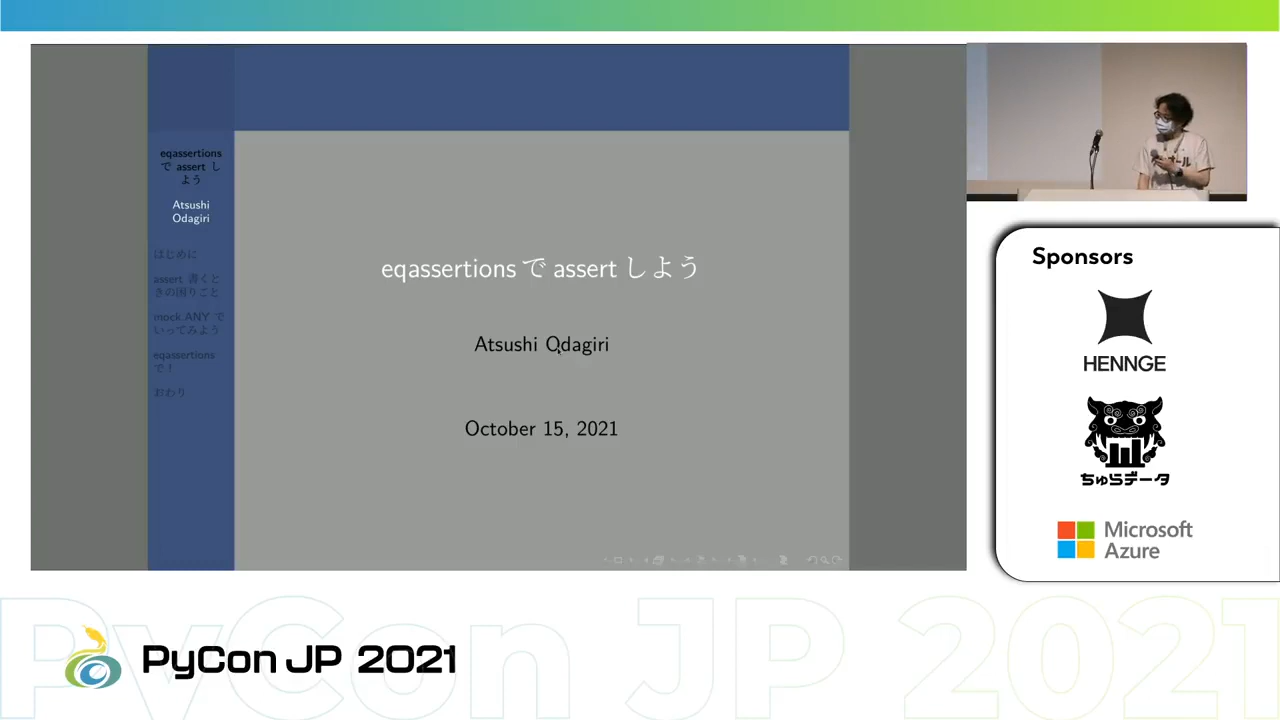 eqassertions
で assert し
よう
Atsushi
Odagiri
はじめに
assert 書くと
きの困りごと
mock ANY で
いってみよう
eqassertions
で！
おわり
eqassertions で assert しよう
Atsushi Odagiri
October 15, 2021
Sponsors
HENNGE
ちゅらデータ
Microsoft
Azure
PyCon JP 2021
PyCon JP 2021